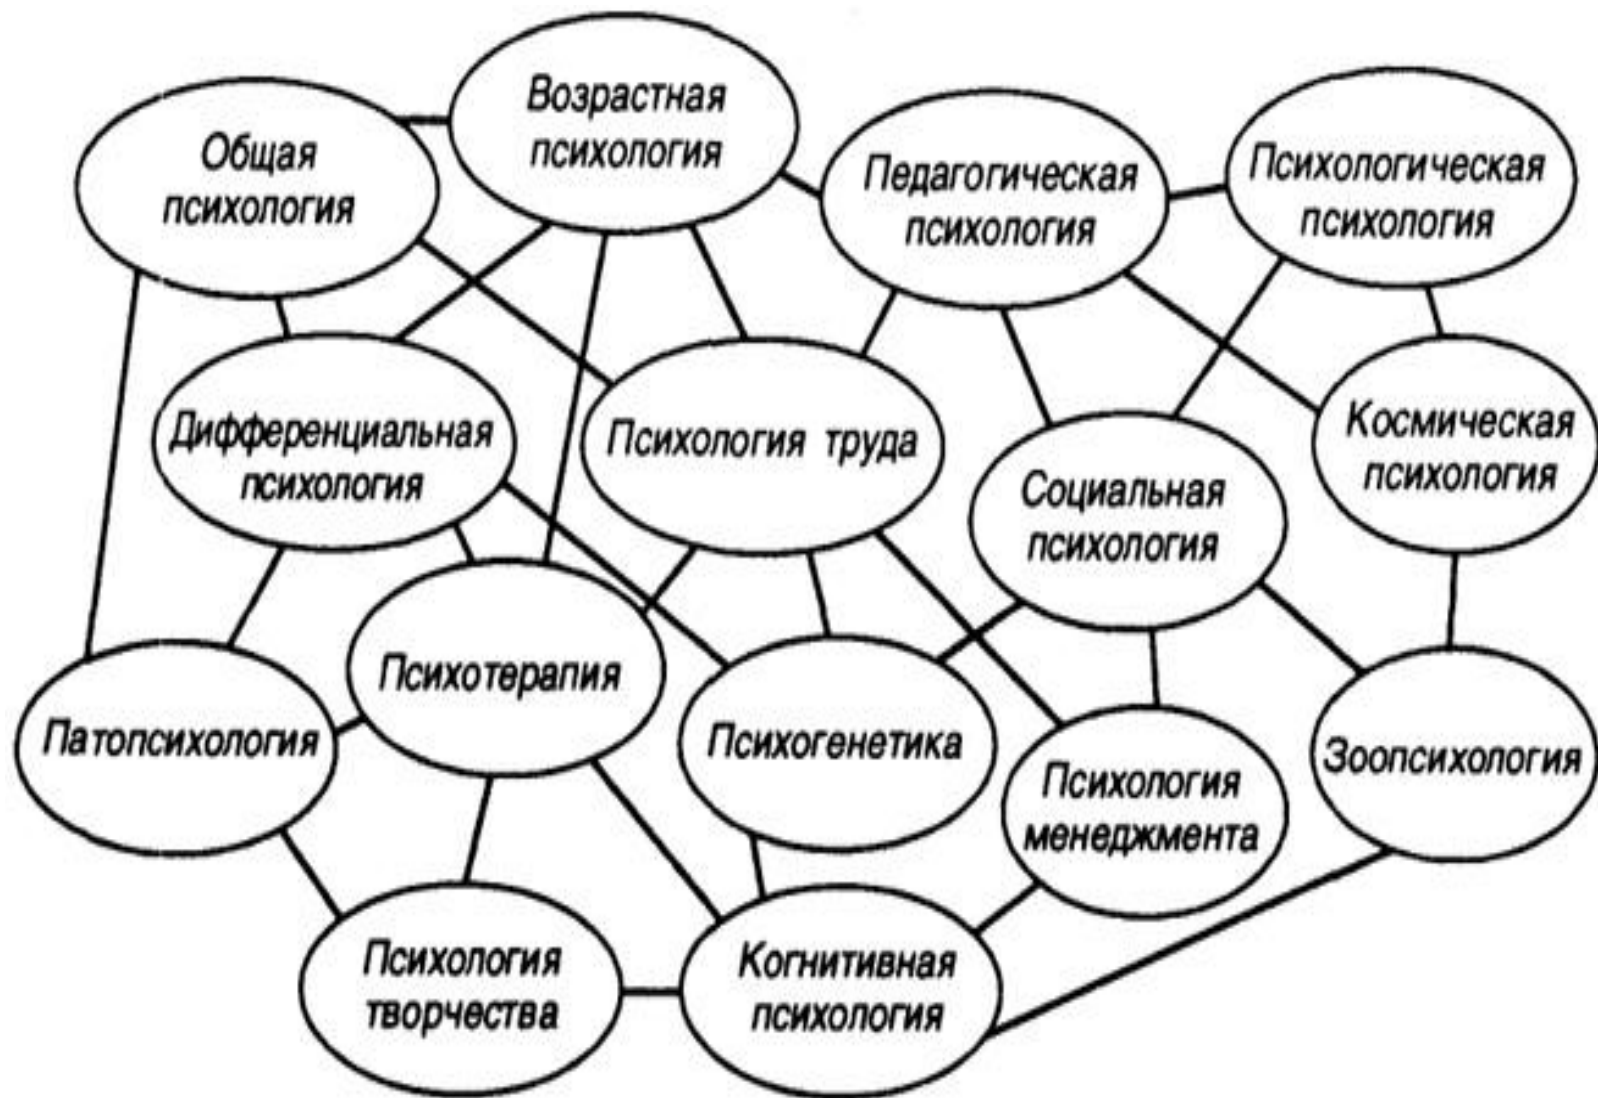 Общая
психология
Возрастная
психология
Педагогическая
психология
Психологическая
психология
Дифференциальная
психология
Психология труда
Социальная
психология
Космическая
психология
Патопсихология
Психотерапия
Психогенетика
Психология
менеджмента
Зоопсихология
Психология
творчества
Когнитивная
психология